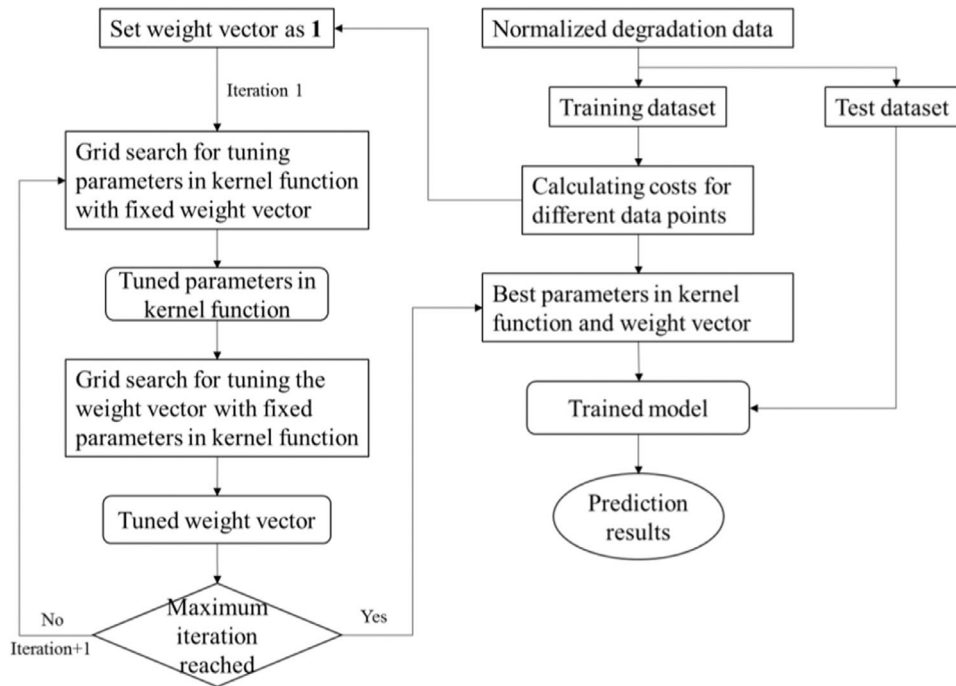 Set weight vector as 1
Iteration 1
Grid search for tuning
parameters in kernel function
with fixed weight vector
Tuned parameters in
kernel function
Grid search for tuning the
weight vector with fixed
parameters in kernel function
Tuned weight vector
Maximum
iteration
reached
No
Iteration+1
Yes
Normalized degradation data
Training dataset
Test dataset
Calculating costs for
different data points
Best parameters in kernel
function and weight vector
Trained model
Prediction
results